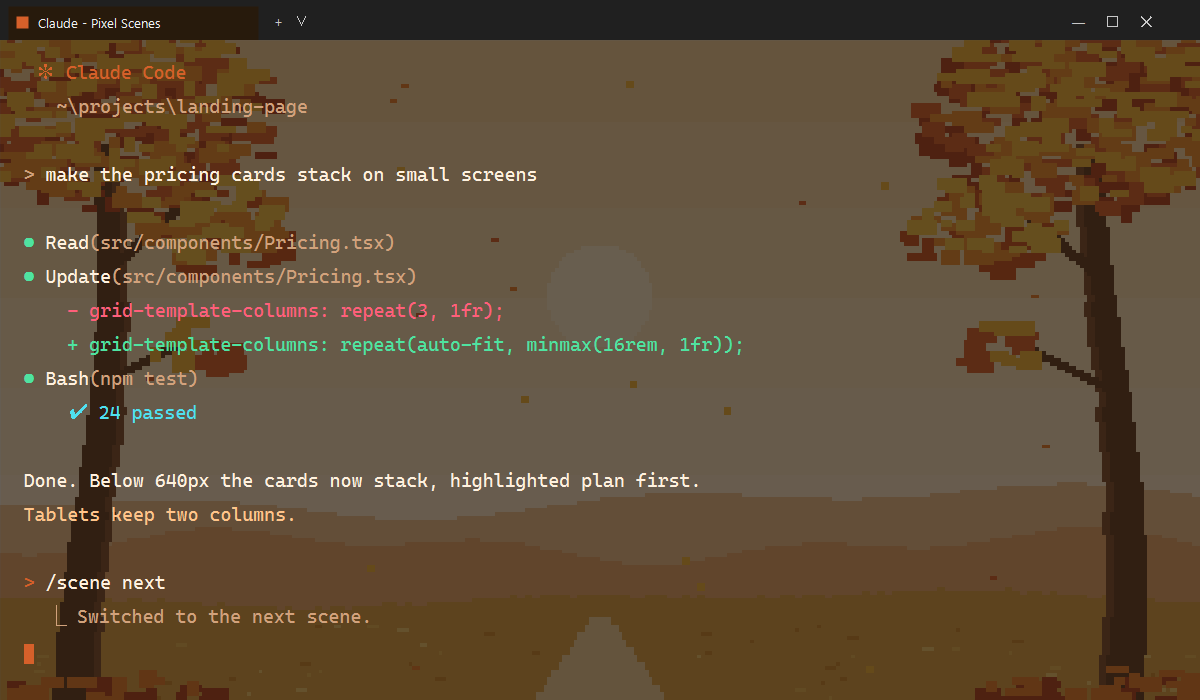 Claude - Pixel Scenes
Claude Code
~\projects\landing-page
> make the pricing cards stack on small screens
Read(src/components/Pricing.tsx)
Update(src/components/Pricing.tsx)
- grid-template-columns: repeat(3, 1fr);
+ grid-template-columns: repeat(auto-fit, minmax(16rem, 1fr));
Bash(npm test)
✔ 24 passed
Done. Below 640px the cards now stack, highlighted plan first.
Tablets keep two columns.
> /scene next
⎿ Switched to the next scene.